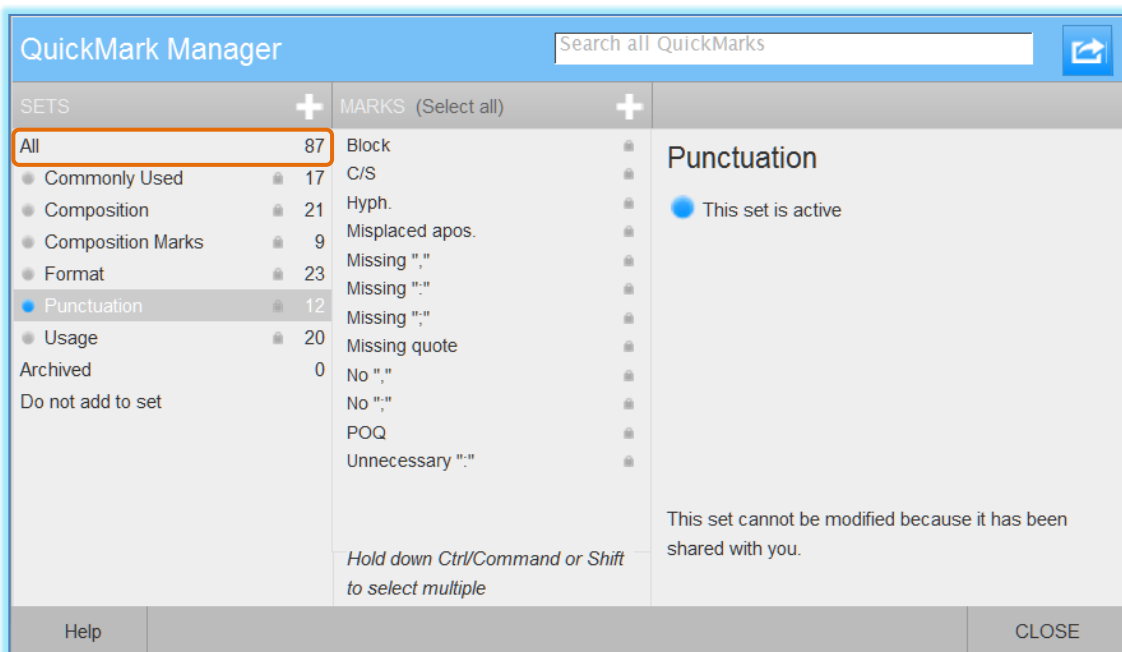 QuickMark Manager
Search all QuickMarks
SETS
MARKS (Select all)
All 87
Commonly Used 17
Composition 21
Composition Marks 9
Format 23
Punctuation 12
Usage 20
Archived 0
Do not add to set
Block
C/S
Hyph.
Misplaced apos.
Missing ","
Missing ":"
Missing ";"
Missing quote
No ","
No ";"
POQ
Unnecessary ":"
Hold down Ctrl/Command or Shift
to select multiple
Punctuation
This set is active
This set cannot be modified because it has been
shared with you.
Help
CLOSE